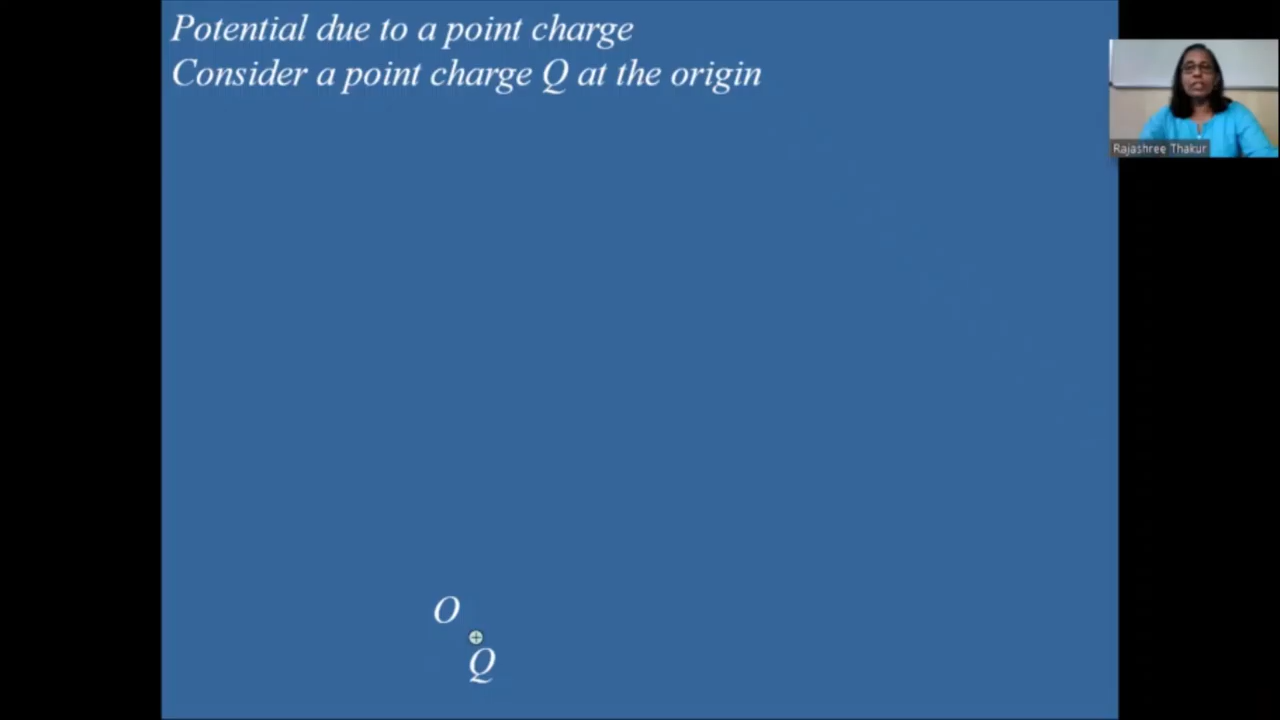 Potential due to a point charge
Consider a point charge Q at the origin
Rajashree Thakur
O
Q